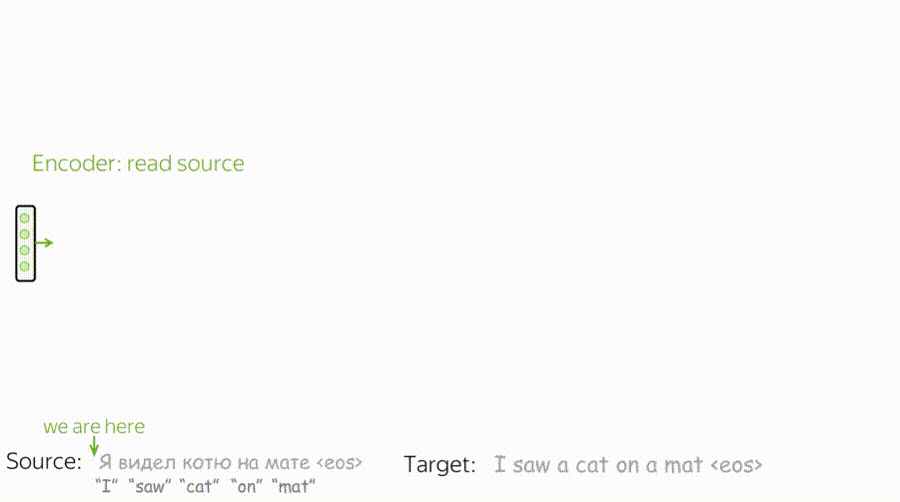 Encoder: read source
we are here
Source: Я видел котю на мате <eos>
"I" "saw" "cat" "on" "mat"
Target: I saw a cat on a mat <eos>